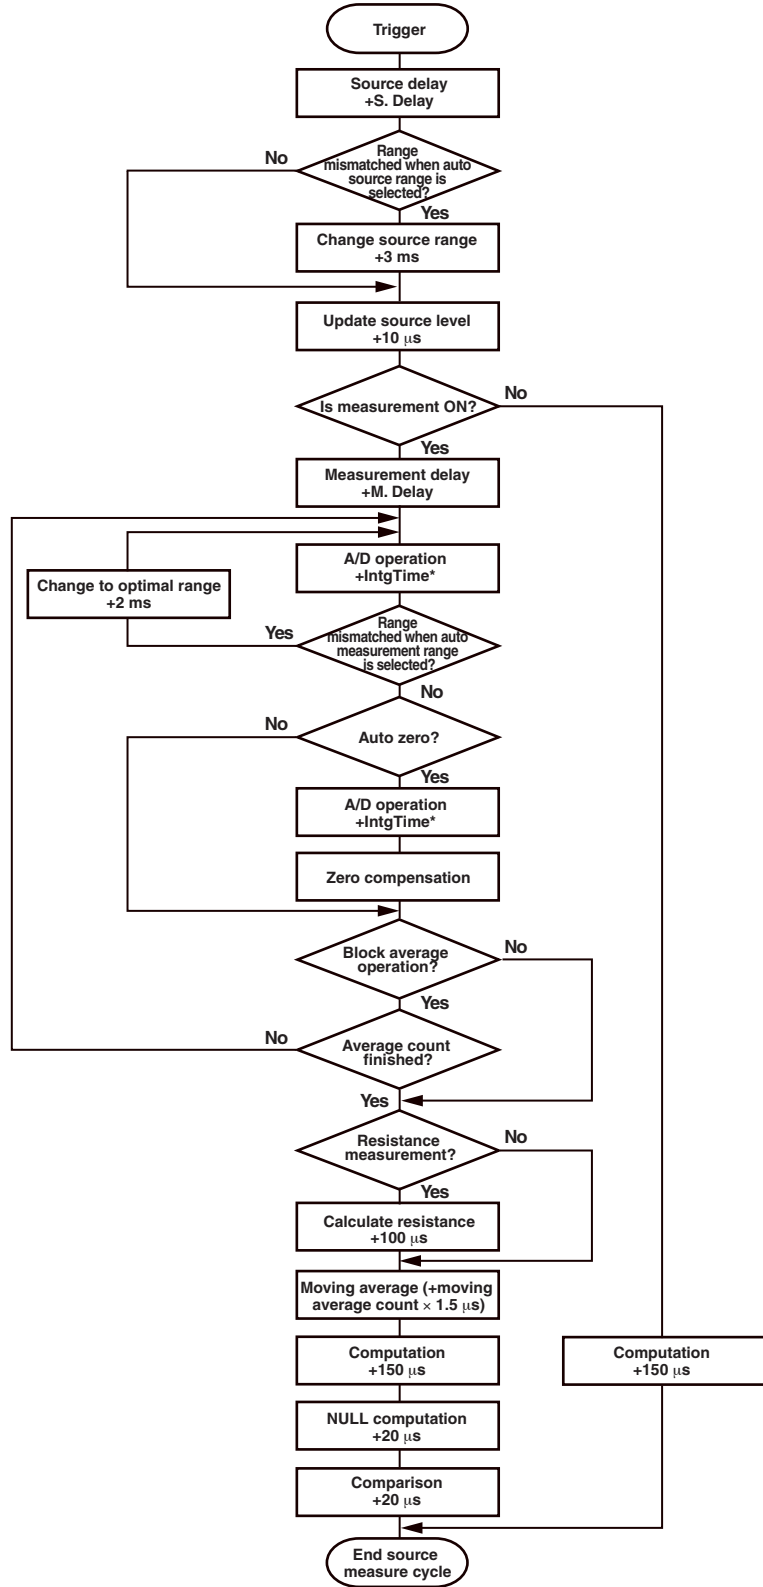 Trigger
Source delay
+S. Delay
Range
mismatched when auto
source range is
selected?
No
Yes
Change source range
+3 ms
Update source level
+10 µs
Is measurement ON?
No
Yes
Measurement delay
+M. Delay
A/D operation
+IntgTime*
Change to optimal range
+2 ms
Range
mismatched when auto
measurement range
is selected?
Yes
No
Auto zero?
No
Yes
A/D operation
+IntgTime*
Zero compensation
Block average
operation?
No
Yes
Average count
finished?
No
Yes
Resistance
measurement?
No
Yes
Calculate resistance
+100 µs
Moving average (+moving
average count × 1.5 µs)
Computation
+150 µs
Computation
+150 µs
NULL computation
+20 µs
Comparison
+20 µs
End source
measure cycle